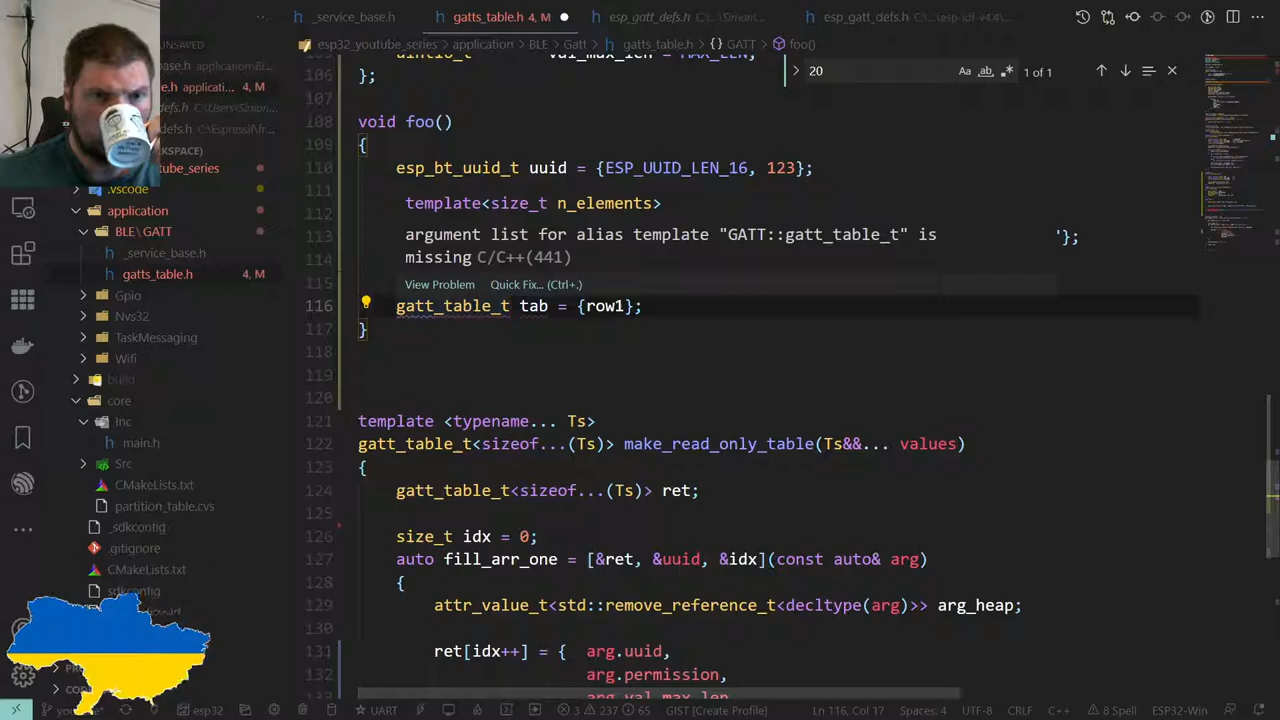 _service_base.h
gatts_table.h 4, M
esp_gatt_defs.h C:\...\Simon\...
esp_gatt_defs.h C:\...\esp-idf-v4.4\...
esp32_youtube_series
application
BLE
Gatt
gatts_table.h
{} GATT
foo()
20
Aa
ab
1 of 1
UNSAVED
4, M
youtube_series
.vscode
application
BLE\GATT
_service_base.h
gatts_table.h 4, M
Gpio
Nvs32
TaskMessaging
Wifi
build
core
Inc
main.h
Src
CMakeLists.txt
partition_table.cvs
_sdkconfig
.gitignore
CMakeLists.txt
sdkconfig
106 };
107
108 void foo()
109 {
110 esp_bt_uuid_t uuid = {ESP_UUID_LEN_16, 123};
111
template<size_t n_elements>
112
argument list for alias template "GATT::gatt_table_t" is
113 '};
missing C/C++(441)
114
115
View Problem Quick Fix... (Ctrl+.)
116 gatt_table_t tab = {row1};
117 }
118
119
120
121 template <typename... Ts>
122 gatt_table_t<sizeof...(Ts)> make_read_only_table(Ts&&... values)
123 {
124 gatt_table_t<sizeof...(Ts)> ret;
125
126 size_t idx = 0;
127 auto fill_arr_one = [&ret, &uuid, &idx](const auto& arg)
128 {
129 attr_value_t<std::remove_reference_t<decltype(arg)>> arg_heap;
130
131 ret[idx++] = { arg.uuid,
132 arg.permission,
133 arg.val_max_len
esp32
UART
3
237
65
GIST [Create Profile]
Ln 116, Col 17
Spaces: 4
UTF-8
CRLF
C++
8 Spell
ESP32-Win